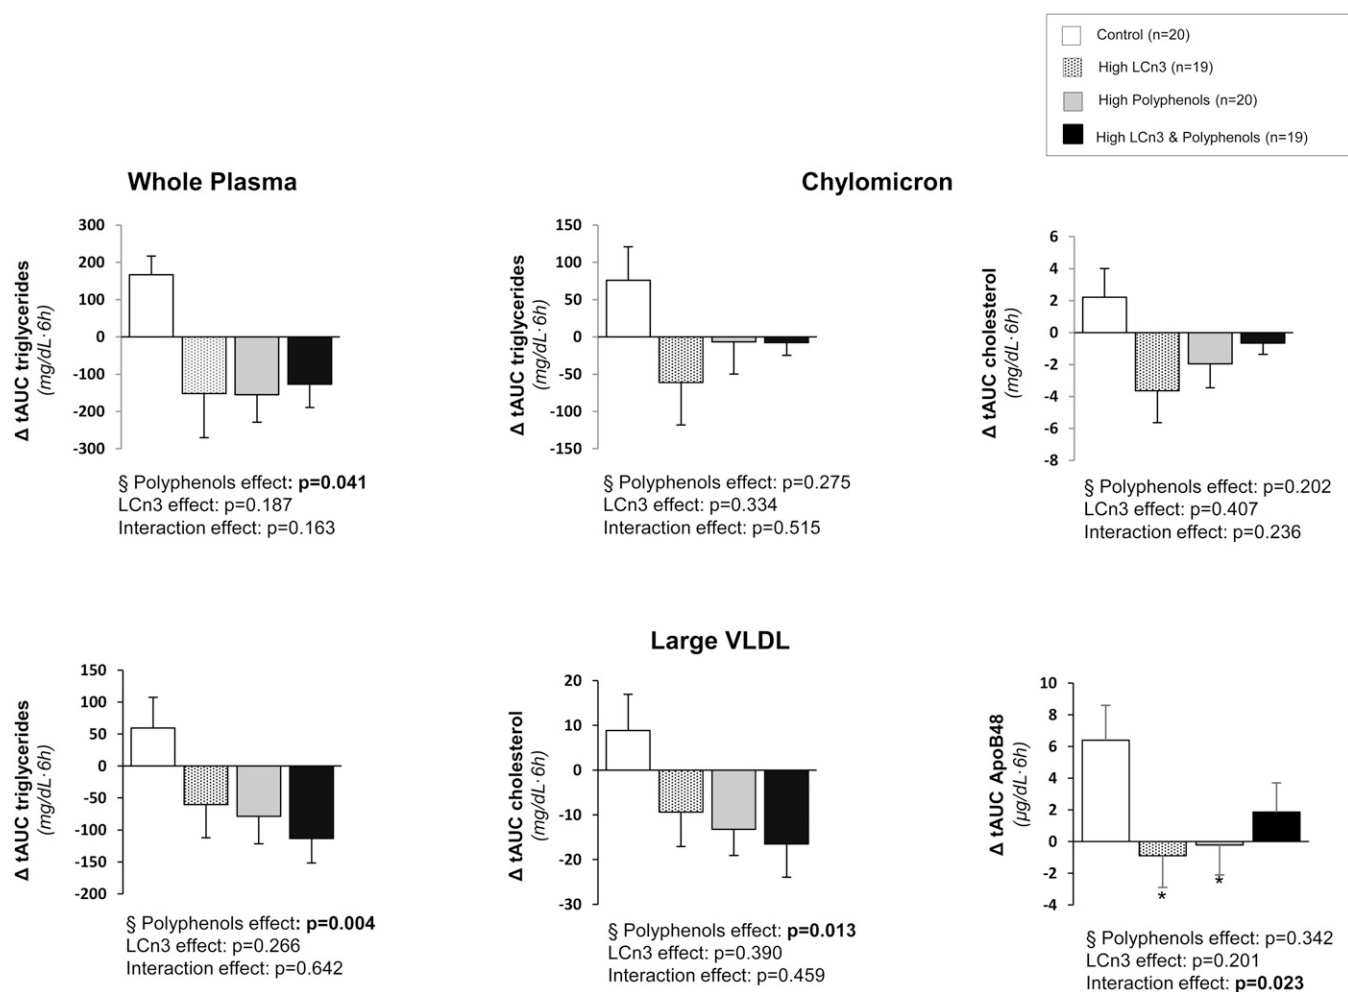 Control (n=20)
High LCn3 (n=19)
High Polyphenols (n=20)
High LCn3 & Polyphenols (n=19)
Whole Plasma
Chylomicron
Δ tAUC triglycerides
(mg/dL·6h)
300
200
100
0
-100
-200
-300
§ Polyphenols effect: p=0.041
LCn3 effect: p=0.187
Interaction effect: p=0.163
Δ tAUC triglycerides
(mg/dL·6h)
150
100
50
0
-50
-100
-150
§ Polyphenols effect: p=0.275
LCn3 effect: p=0.334
Interaction effect: p=0.515
Δ tAUC cholesterol
(mg/dL·6h)
6
4
2
0
-2
-4
-6
-8
§ Polyphenols effect: p=0.202
LCn3 effect: p=0.407
Interaction effect: p=0.236
Large VLDL
Δ tAUC triglycerides
(mg/dL·6h)
150
100
50
0
-50
-100
-150
-200
§ Polyphenols effect: p=0.004
LCn3 effect: p=0.266
Interaction effect: p=0.642
Δ tAUC cholesterol
(mg/dL·6h)
20
10
0
-10
-20
-30
§ Polyphenols effect: p=0.013
LCn3 effect: p=0.390
Interaction effect: p=0.459
Δ tAUC ApoB48
(μg/dL·6h)
10
8
6
4
2
0
-2
-4
*
*
§ Polyphenols effect: p=0.342
LCn3 effect: p=0.201
Interaction effect: p=0.023